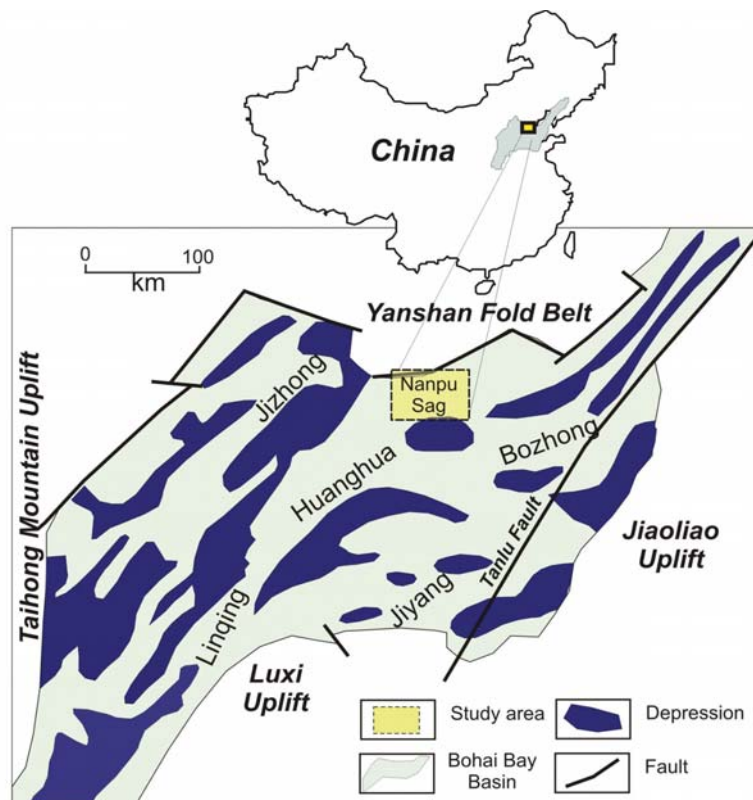 China
0 100
km
Yanshan Fold Belt
Taihong Mountain Uplift
Jizhong
Nanpu
Sag
Huanghua
Bozhong
Tanlu Fault
Jiaoliao
Uplift
Linqing
Jiyang
Luxi
Uplift
Study area
Depression
Bohai Bay
Basin
Fault